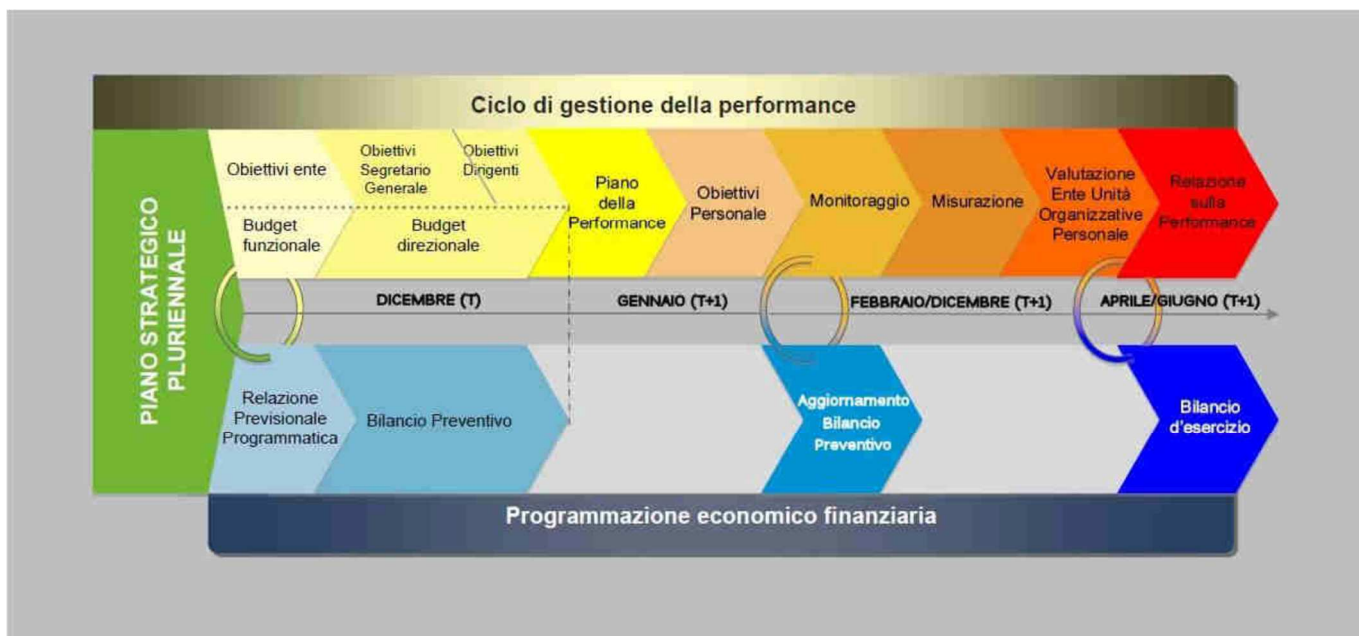 Ciclo di gestione della performance
PIANO STRATEGICO
PLURIENNALE
Obiettivi ente
Obiettivi
Segretario
Generale
Obiettivi
Dirigenti
Budget
funzionale
Budget
direzionale
Piano
della
Performance
Obiettivi
Personale
Monitoraggio
Misurazione
Valutazione
Ente Unità
Organizzative
Personale
Relazione
sulla
Performance
DICEMBRE (T)
GENNAIO (T+1)
FEBBRAIO/DICEMBRE (T+1)
APRILE/GIUGNO (T+1)
Relazione
Previsionale
Programmatica
Bilancio Preventivo
Aggiornamento
Bilancio
Preventivo
Bilancio
d'esercizio
Programmazione economico finanziaria